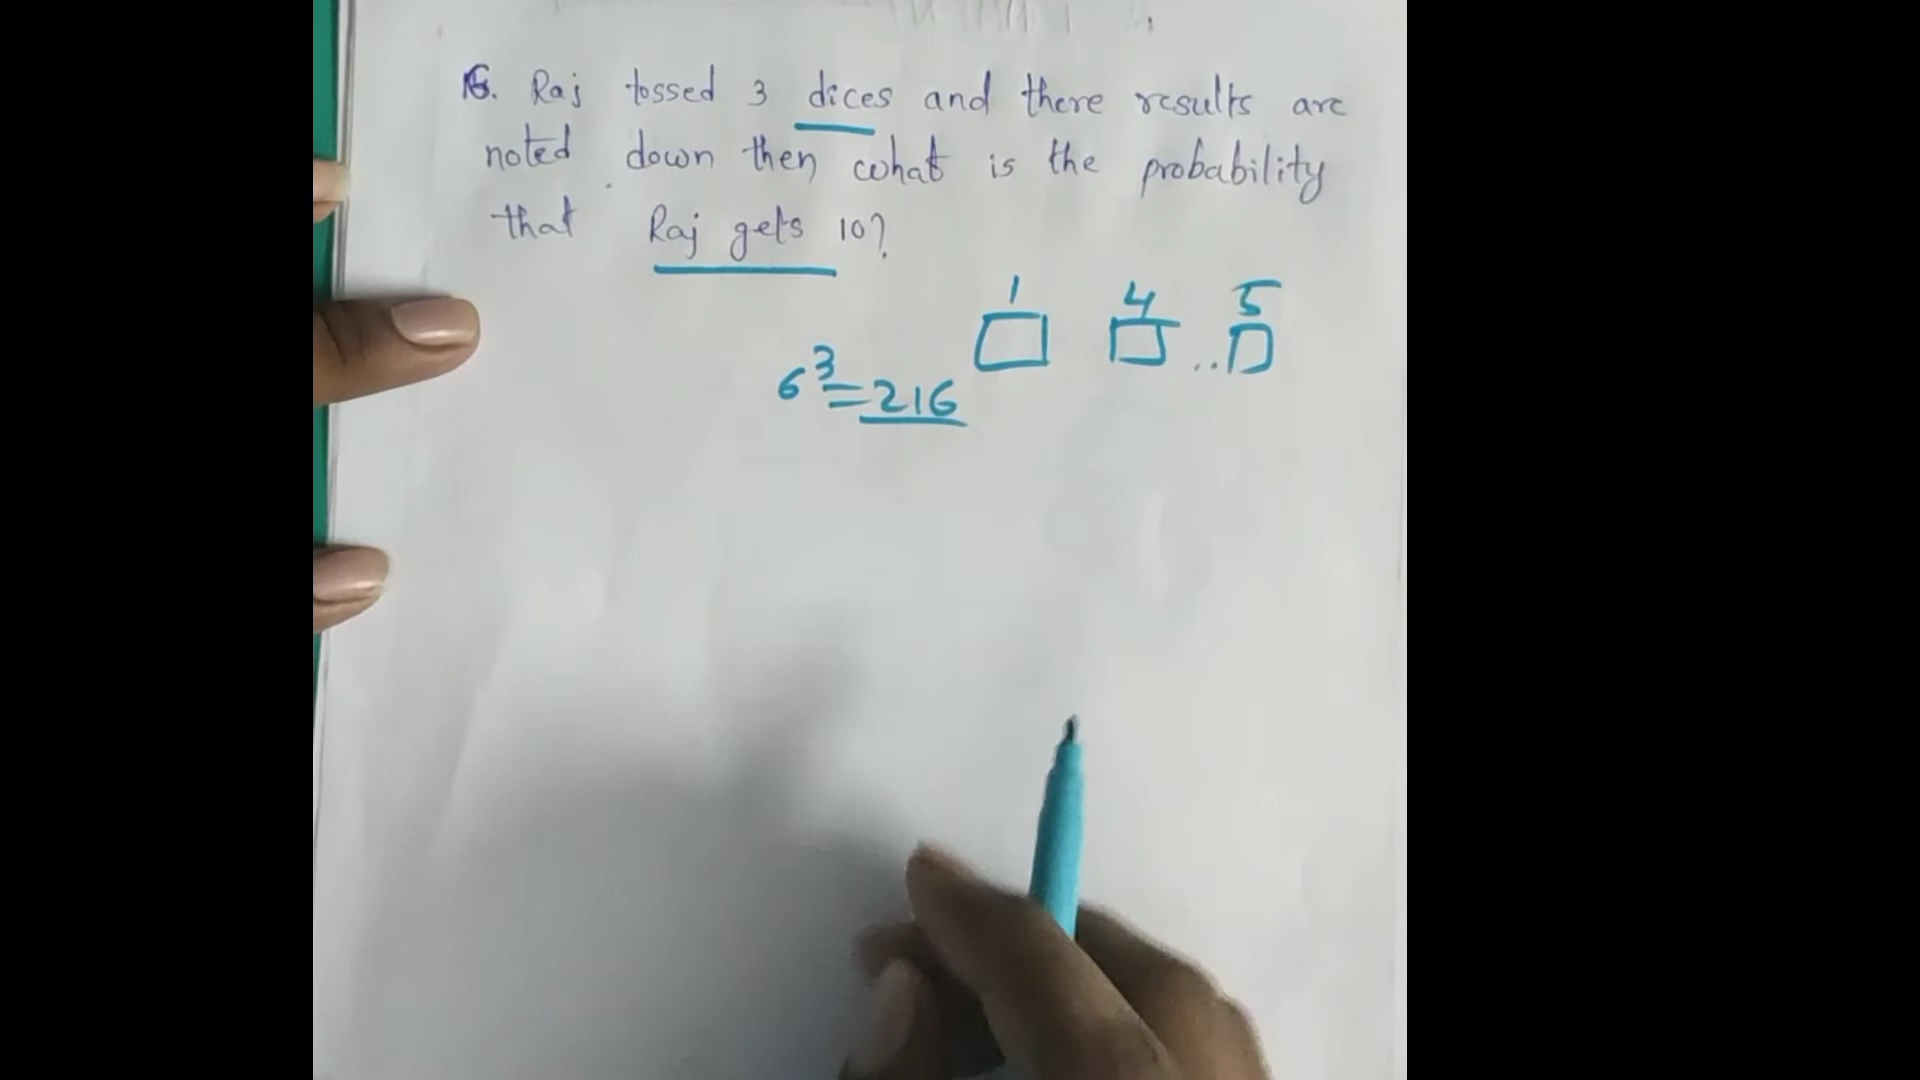 6. Raj tossed 3 dices and there results are
noted down then what is the probability
that Raj gets 10?
1 4 5
6³ = 216